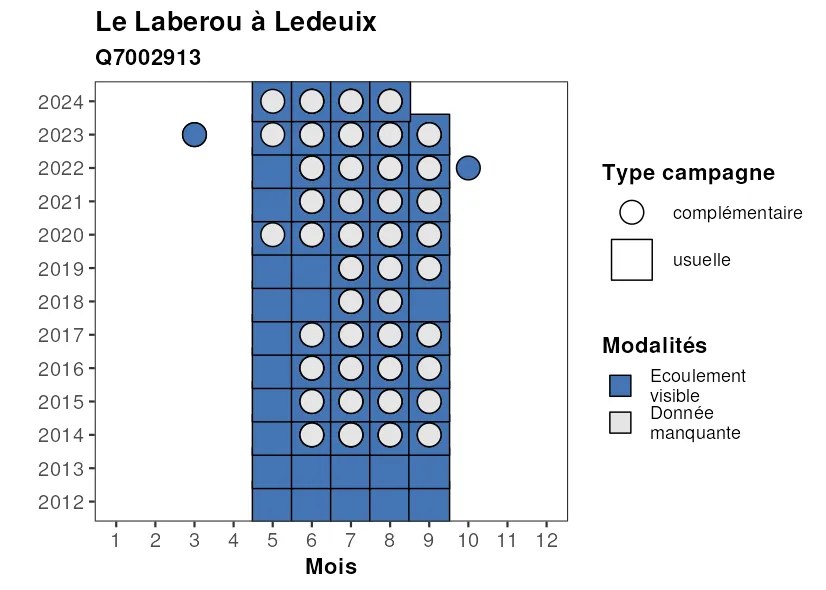 Le Laberou à Ledeuix
Q7002913
2024
2023
2022
2021
2020
2019
2018
2017
2016
2015
2014
2013
2012
1 2 3 4 5 6 7 8 9 10 11 12
Mois
Type campagne
complémentaire
usuelle
Modalités
Ecoulement
visible
Donnée
manquante